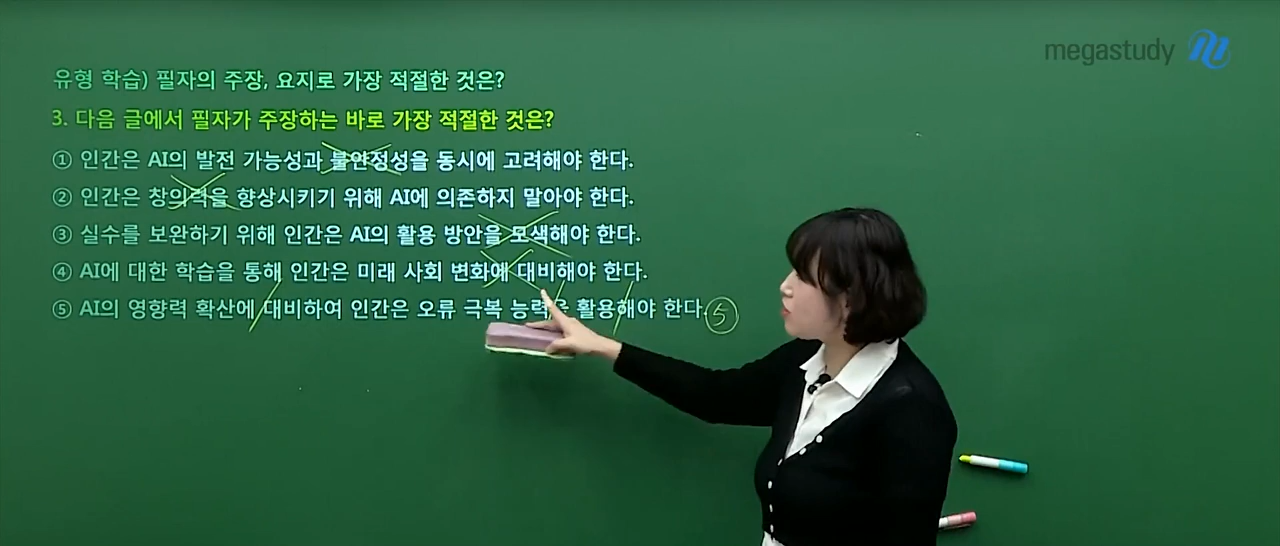 megastudy
유형 학습) 필자의 주장, 요지로 가장 적절한 것은?
3. 다음 글에서 필자가 주장하는 바로 가장 적절한 것은?
① 인간은 AI의 발전 가능성과 불안정성을 동시에 고려해야 한다.
② 인간은 창의력을 향상시키기 위해 AI에 의존하지 말아야 한다.
③ 실수를 보완하기 위해 인간은 AI의 활용 방안을 모색해야 한다.
④ AI에 대한 학습을 통해 인간은 미래 사회 변화에 대비해야 한다.
⑤ AI의 영향력 확산에 대비하여 인간은 오류 극복 능력을 활용해야 한다. ⑤